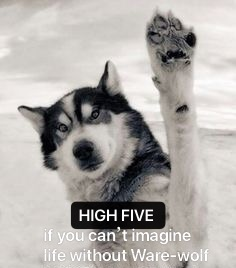 HIGH FIVE
if you can't imagine
life without Ware-wolf